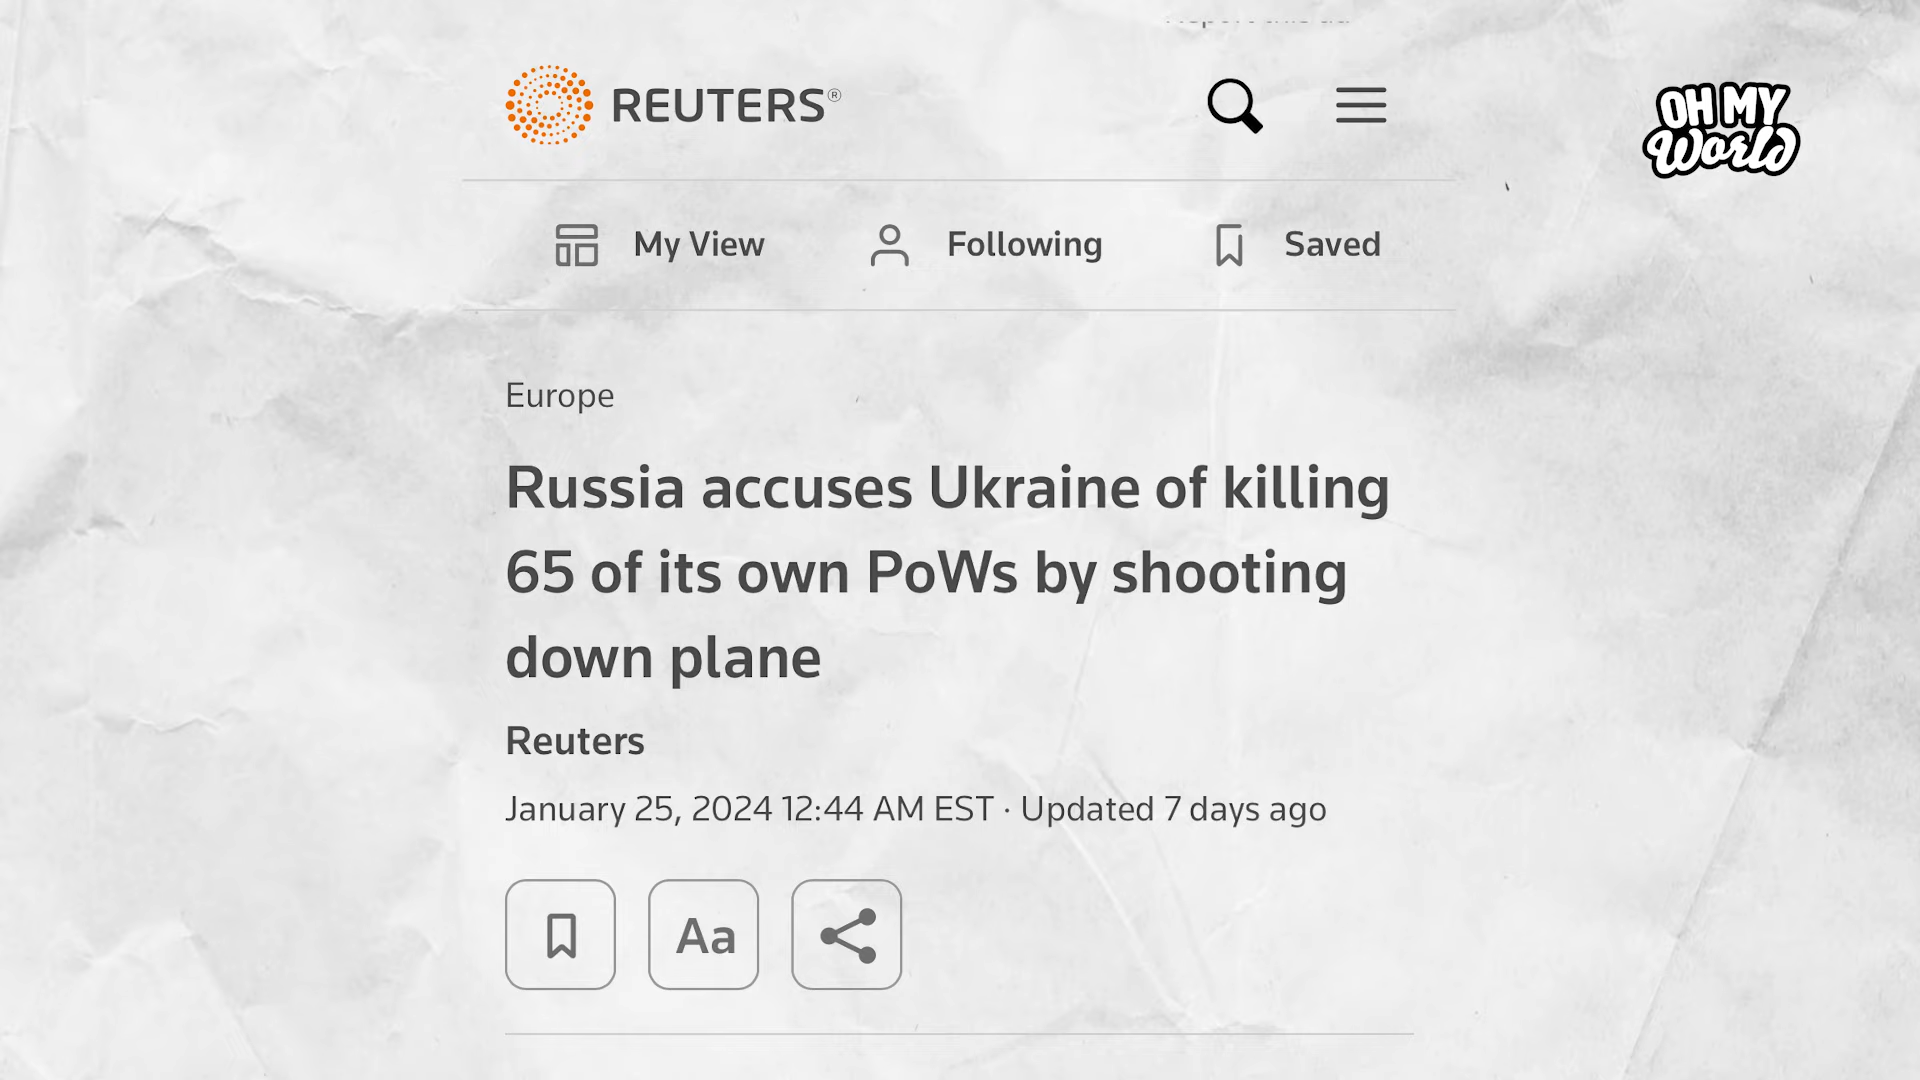 REUTERS®
OH MY
World
My View
Following
Saved
Europe
Russia accuses Ukraine of killing
65 of its own PoWs by shooting
down plane
Reuters
January 25, 2024 12:44 AM EST · Updated 7 days ago
Aa